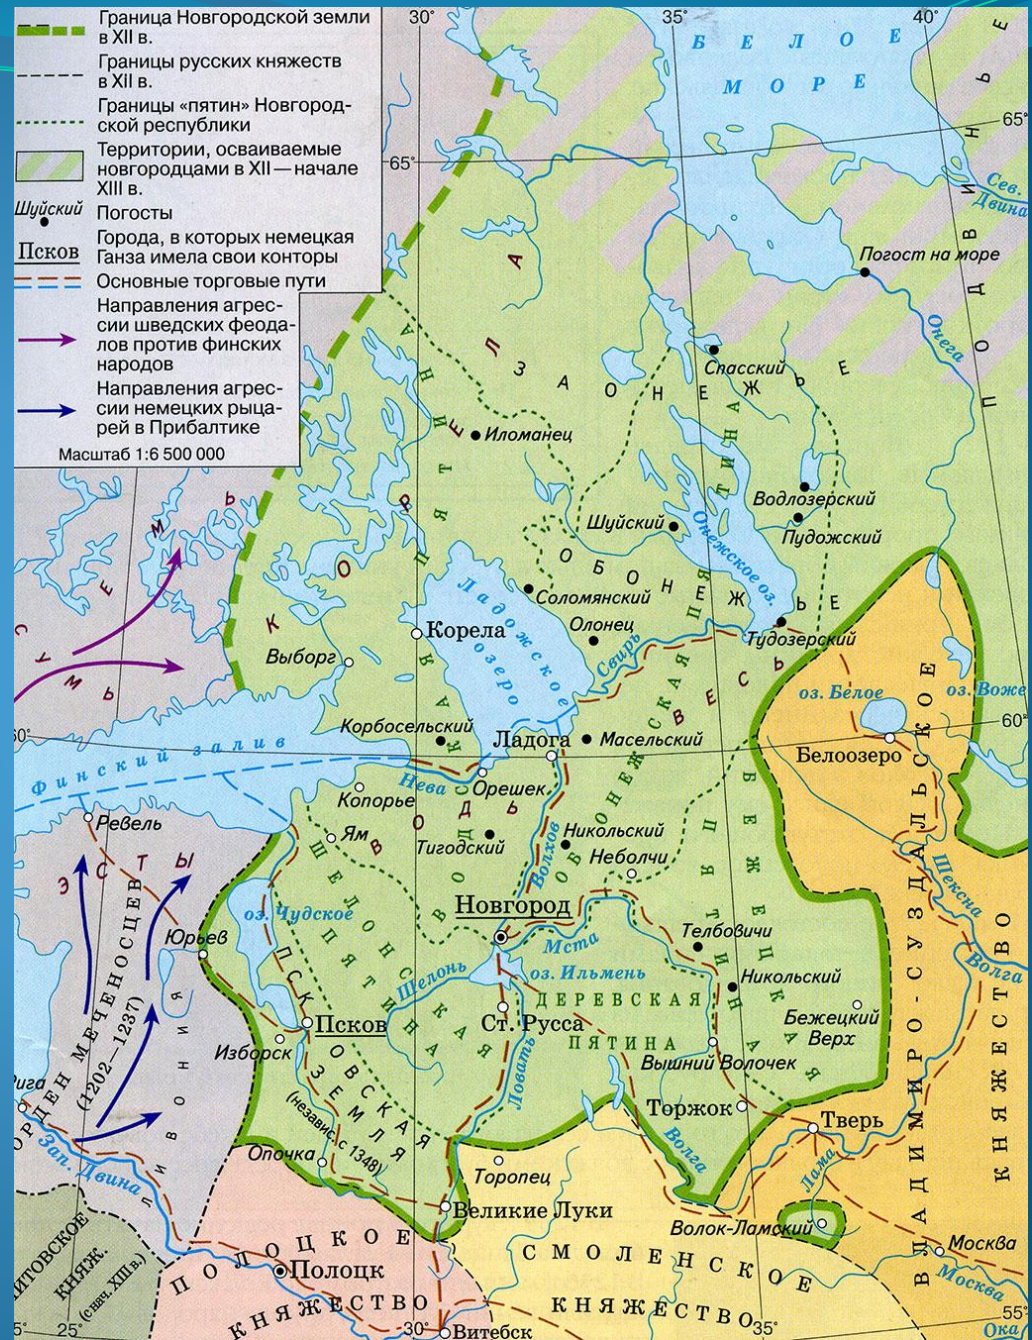 Граница Новгородской земли
в XII в.
Границы русских княжеств
в XII в.
Границы «пятин» Новгород-
ской республики
Территории, осваиваемые
новгородцами в XII — начале
XIII в.
Шуйский
Погосты
Псков
Города, в которых немецкая
Ганза имела свои конторы
Основные торговые пути
Направления агрес-
сии шведских феода-
лов против финских
народов
Направления агрес-
сии немецких рыца-
рей в Прибалтике
Масштаб 1:6 500 000
30°
35°
40°
БЕЛОЕ
МОРЕ
65°
65°
Сев.
Двина
ПОДВИНЬЕ
Погост на море
Онега
Спасский
ЗАОНЕЖЬЕ
КОРЕЛА
Иломанец
Водлозерский
Пудожский
Шуйский
Онежское оз.
ОБОНЕЖЬЕ
Соломянский
Олонец
Тудозерский
Свирь
Ладожское
озеро
Корела
Выборг
СУМЬ
ЕМЬ
ВЕСЬ
оз. Белое
оз. Воже
60°
60°
Белоозеро
Корбосельский
Ладога
Масельский
Финский залив
Нева
Орешек
Копорье
Ревель
Ям
ВОДЬ
Тигодский
Никольский
Неболчи
Волхов
ЭСТЫ
ВОДСКАЯ ПЯТИНА
ОБОНЕЖСКАЯ ПЯТИНА
БЕЖЕЦКАЯ
ПЯТИНА
ШЕЛОНСКАЯ
ПЯТИНА
Шексна
оз. Чудское
Новгород
Юрьев
Мста
Телбовичи
Волга
Шелонь
оз. Ильмень
Никольский
ДЕРЕВСКАЯ
ПЯТИНА
Ст. Русса
Бежецкий
Верх
Псков
Вышний Волочек
Изборск
ПСКОВСКАЯ
ЗЕМЛЯ
(независ. с 1348)
Ловать
ОРДЕН МЕЧЕНОСЦЕВ
(1202—1237)
ЛИВОНИЯ
Рига
Зап. Двина
Торжок
Тверь
Волга
Лама
Опочка
Торопец
Великие Луки
Волок-Ламский
Москва
Москва
ВЛАДИМИРО-СУЗДАЛЬСКОЕ
КНЯЖЕСТВО
ПОЛОЦКОЕ
КНЯЖЕСТВО
Полоцк
СМОЛЕНСКОЕ
КНЯЖЕСТВО
КНЯЖ.
(с нач. XIII в.)
Витебск
25°
30°
35°
55°
Ока